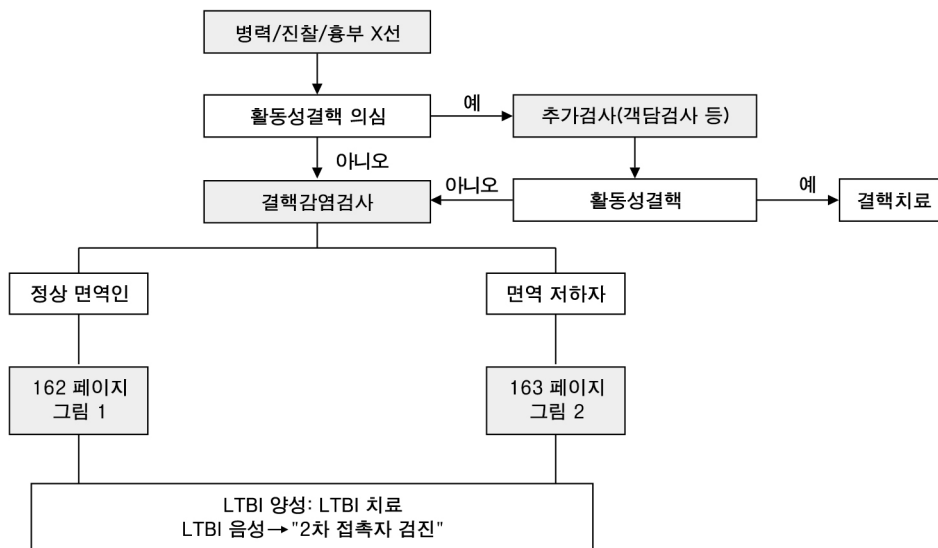 병력/진찰/흉부 X선
활동성결핵 의심
예
추가검사(객담검사 등)
아니오
결핵감염검사
아니오
활동성결핵
예
결핵치료
정상 면역인
면역 저하자
162 페이지
그림 1
163 페이지
그림 2
LTBI 양성: LTBI 치료
LTBI 음성→"2차 접촉자 검진"